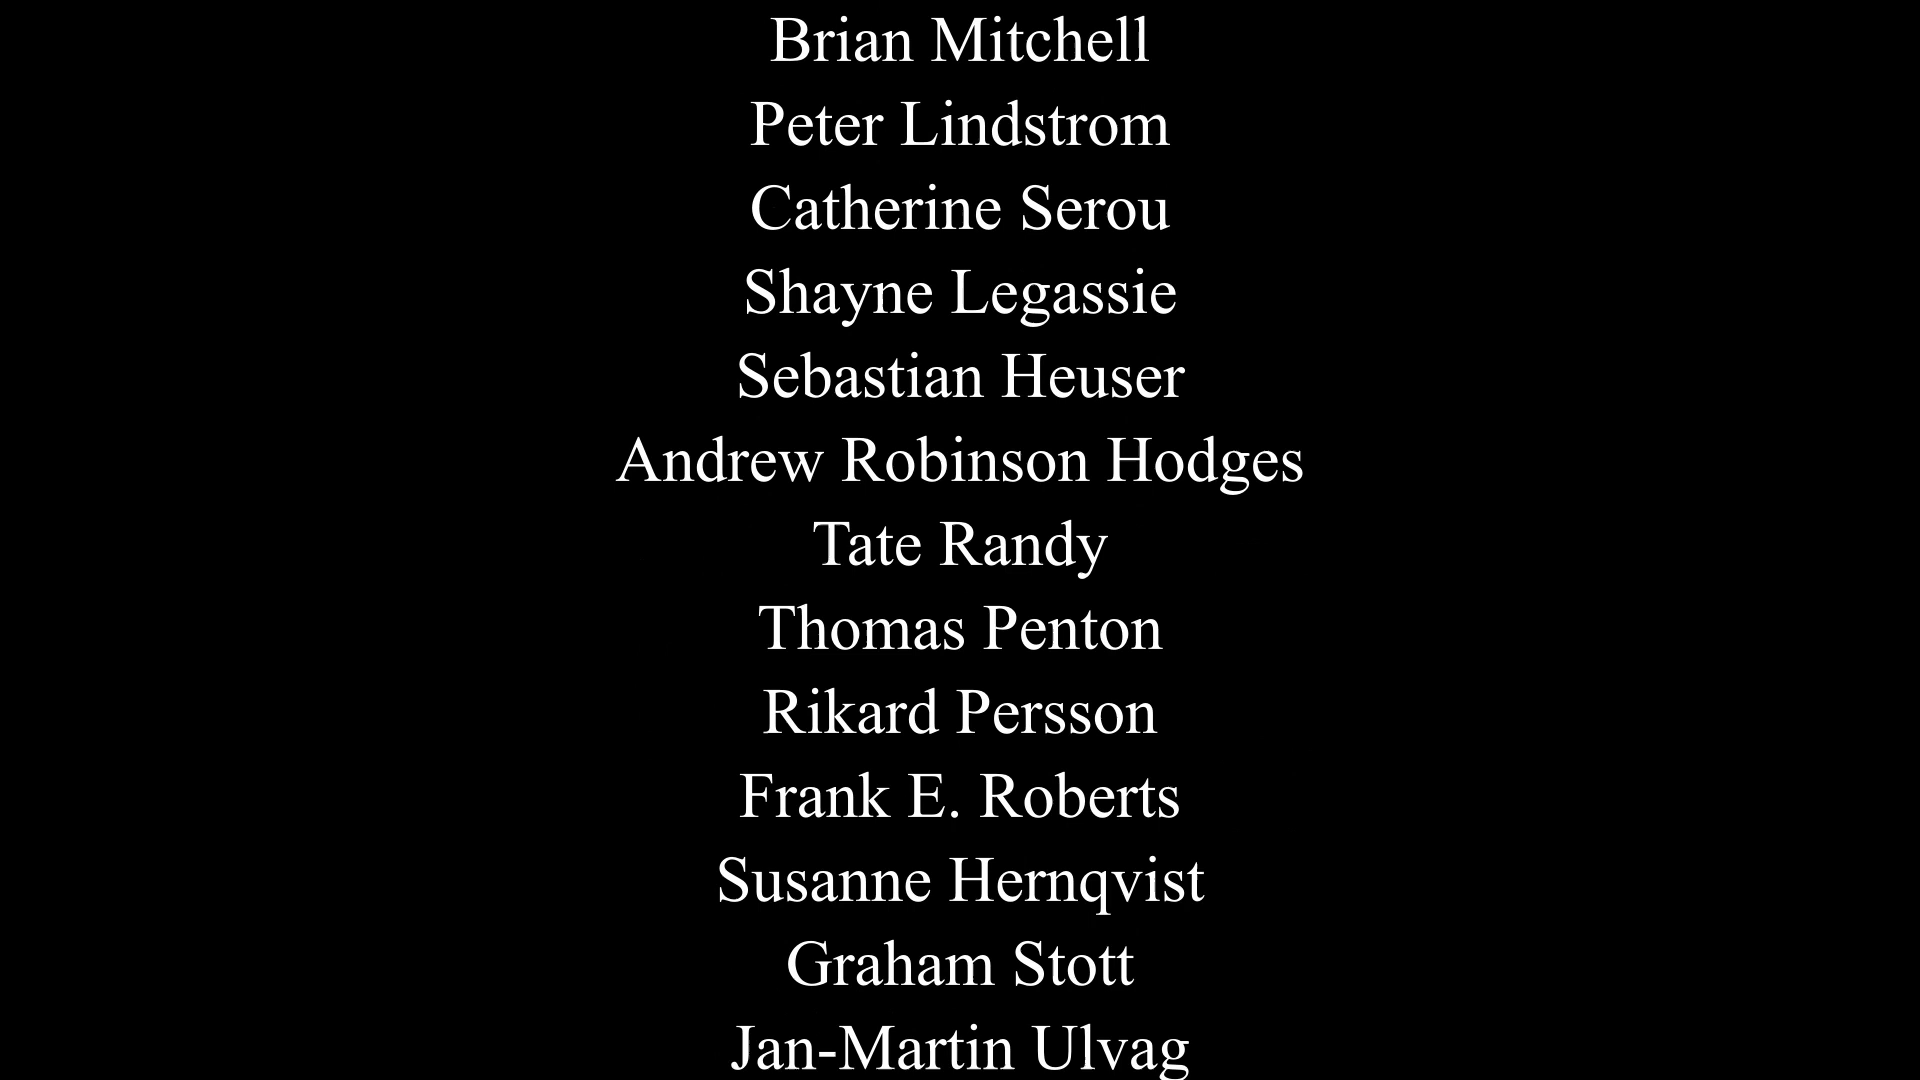 Brian Mitchell
Peter Lindstrom
Catherine Serou
Shayne Legassie
Sebastian Heuser
Andrew Robinson Hodges
Tate Randy
Thomas Penton
Rikard Persson
Frank E. Roberts
Susanne Hernqvist
Graham Stott
Jan-Martin Ulvag